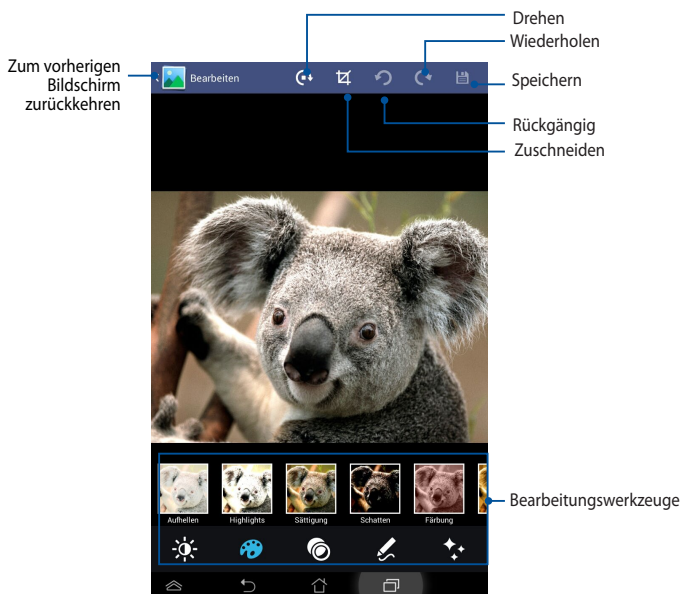 Drehen
Wiederholen
Zum vorherigen
Bildschirm
zurückkehren
Bearbeiten
Speichern
Rückgängig
Zuschneiden
Aufhellen
Highlights
Sättigung
Schatten
Färbung
Bearbeitungswerkzeuge